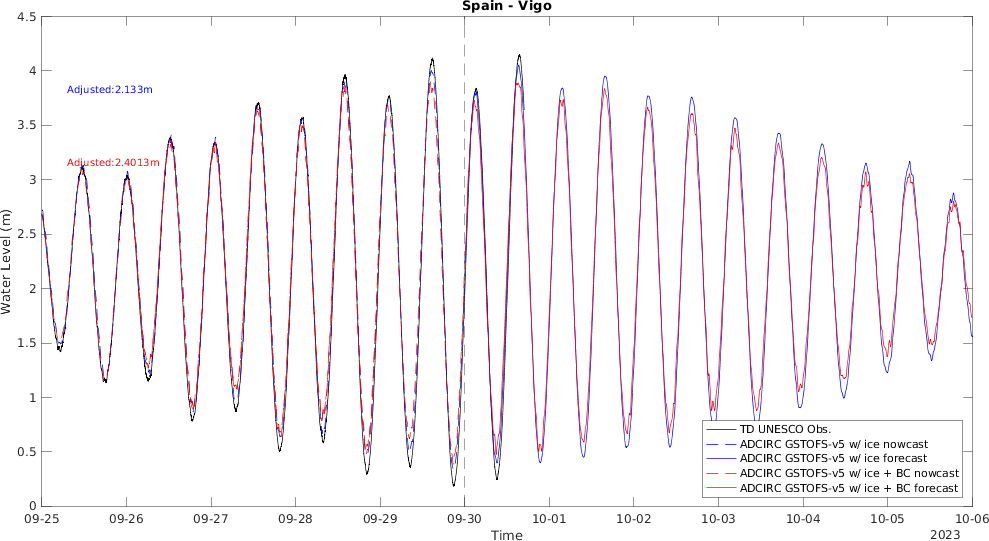 Spain - Vigo
Water Level (m)
4.5
4
3.5
3
2.5
2
1.5
1
0.5
0
Adjusted:2.133m
Adjusted:2.4013m
TD UNESCO Obs.
ADCIRC GSTOFS-v5 w/ ice nowcast
ADCIRC GSTOFS-v5 w/ ice forecast
ADCIRC GSTOFS-v5 w/ ice + BC nowcast
ADCIRC GSTOFS-v5 w/ ice + BC forecast
09-25 09-26 09-27 09-28 09-29 09-30 10-01 10-02 10-03 10-04 10-05 10-06
Time
2023